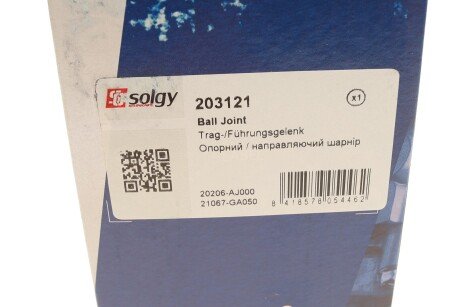 solgy
203121
x1
Ball Joint
Trag-/Führungsgelenk
Опорний / направляючий шарнір
20206-AJ000
21067-GA050
8 418578 054462